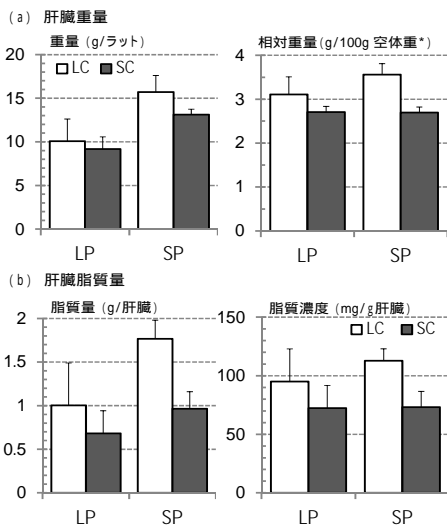 (a) 肝臓重量
重量 (g/ラット)
LC SC
20
15
10
5
0
LP SP
相対重量(g/100g 空体重*)
4
3
2
1
0
LP SP
(b) 肝臓脂質量
脂質量 (g/肝臓)
2
1.5
1
0.5
0
LP SP
脂質濃度 (mg/g肝臓)
LC SC
150
100
50
0
LP SP